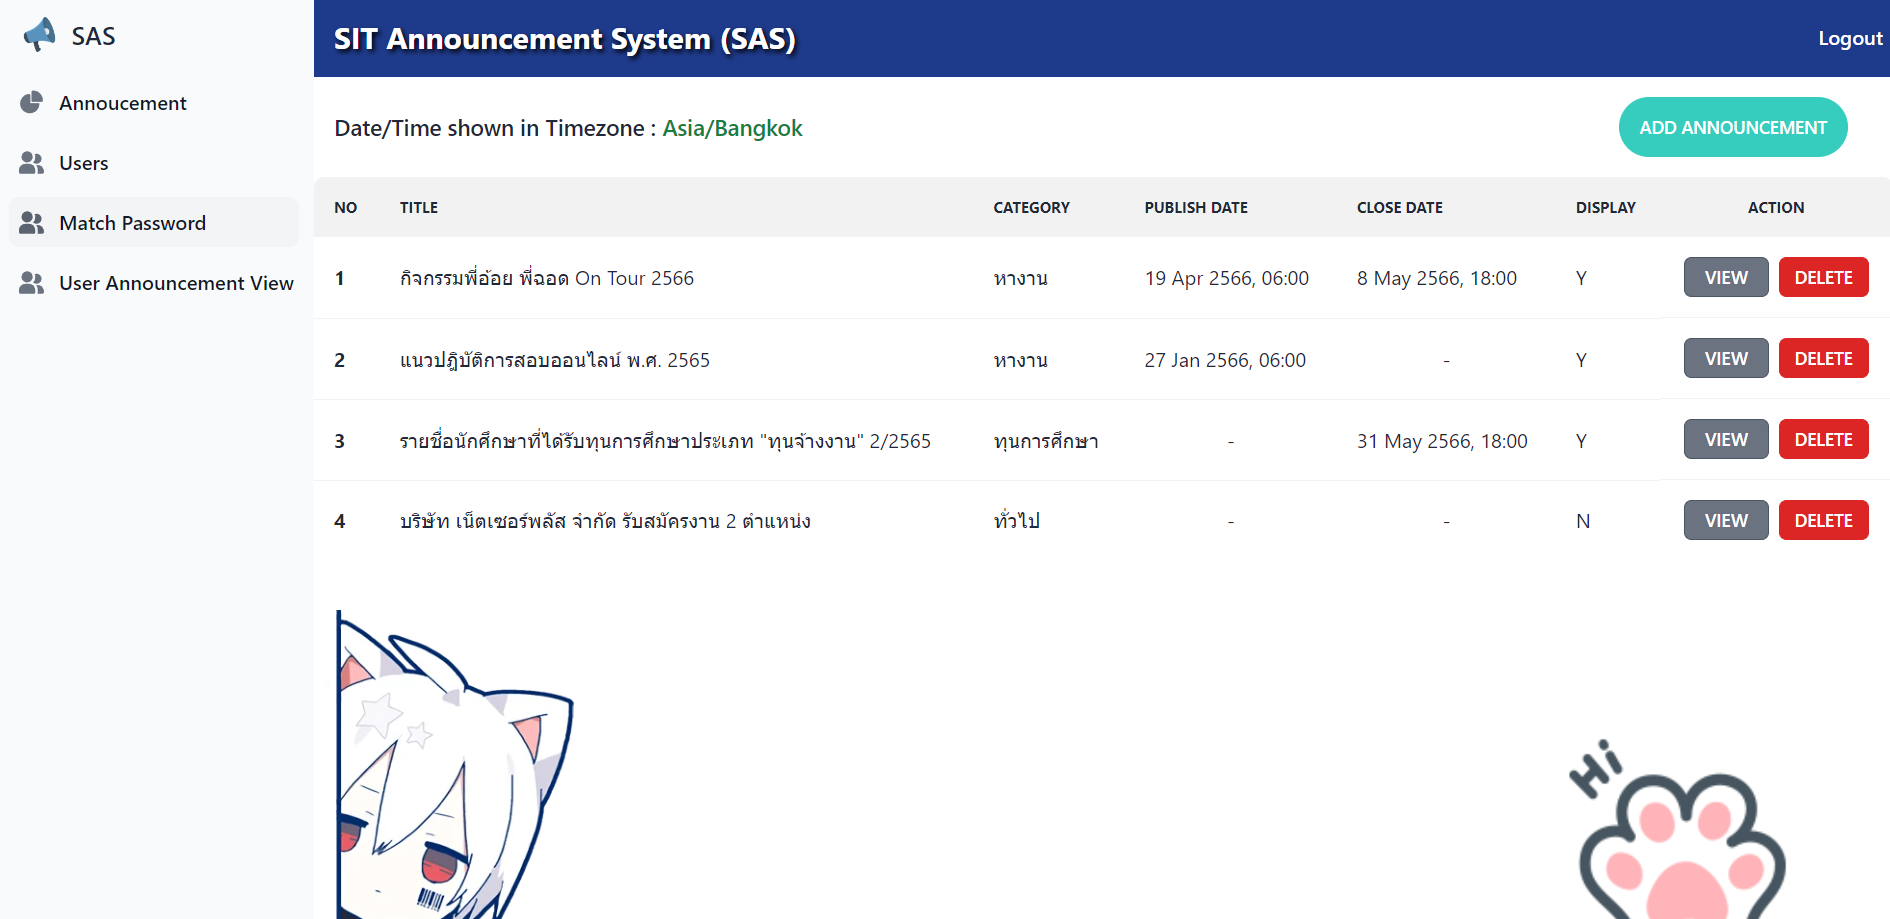 SAS
Annoucement
Users
Match Password
User Announcement View
SIT Announcement System (SAS)
Logout
Date/Time shown in Timezone : Asia/Bangkok
ADD ANNOUNCEMENT
NO TITLE CATEGORY PUBLISH DATE CLOSE DATE DISPLAY ACTION
1 กิจกรรมพี่อ้อย พี่ฉอด On Tour 2566 หางาน 19 Apr 2566, 06:00 8 May 2566, 18:00 Y VIEW DELETE
2 แนวปฏิบัติการสอบออนไลน์ พ.ศ. 2565 หางาน 27 Jan 2566, 06:00 - Y VIEW DELETE
3 รายชื่อนักศึกษาที่ได้รับทุนการศึกษาประเภท "ทุนจ้างงาน" 2/2565 ทุนการศึกษา - 31 May 2566, 18:00 Y VIEW DELETE
4 บริษัท เน็ตเซอร์พลัส จำกัด รับสมัครงาน 2 ตำแหน่ง ทั่วไป - - N VIEW DELETE
Hi